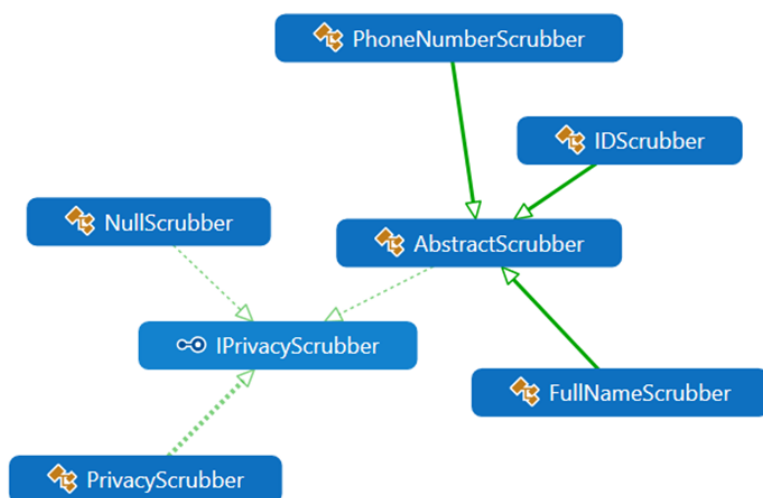 PhoneNumberScrubber
IDScrubber
NullScrubber
AbstractScrubber
IPrivacyScrubber
FullNameScrubber
PrivacyScrubber